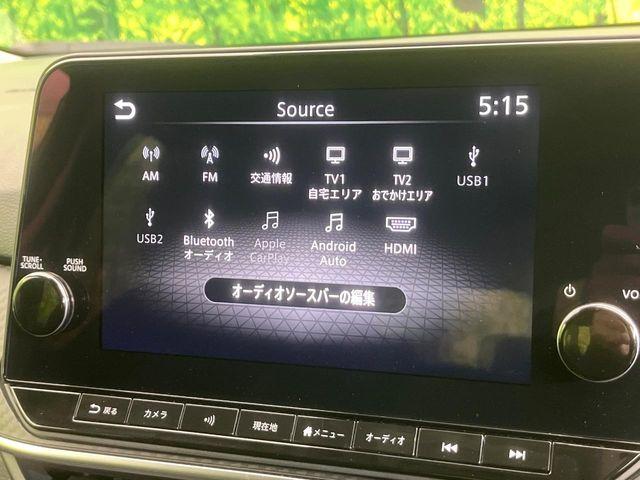 Source
5:15
AM
FM
交通情報
TV1
自宅エリア
TV2
おでかけエリア
USB1
USB2
Bluetooth
オーディオ
Apple
CarPlay
Android
Auto
HDMI
オーディオソースバーの編集
TUNE・
SCROLL
PUSH
SOUND
VO
戻る
カメラ
現在地
メニュー
オーディオ